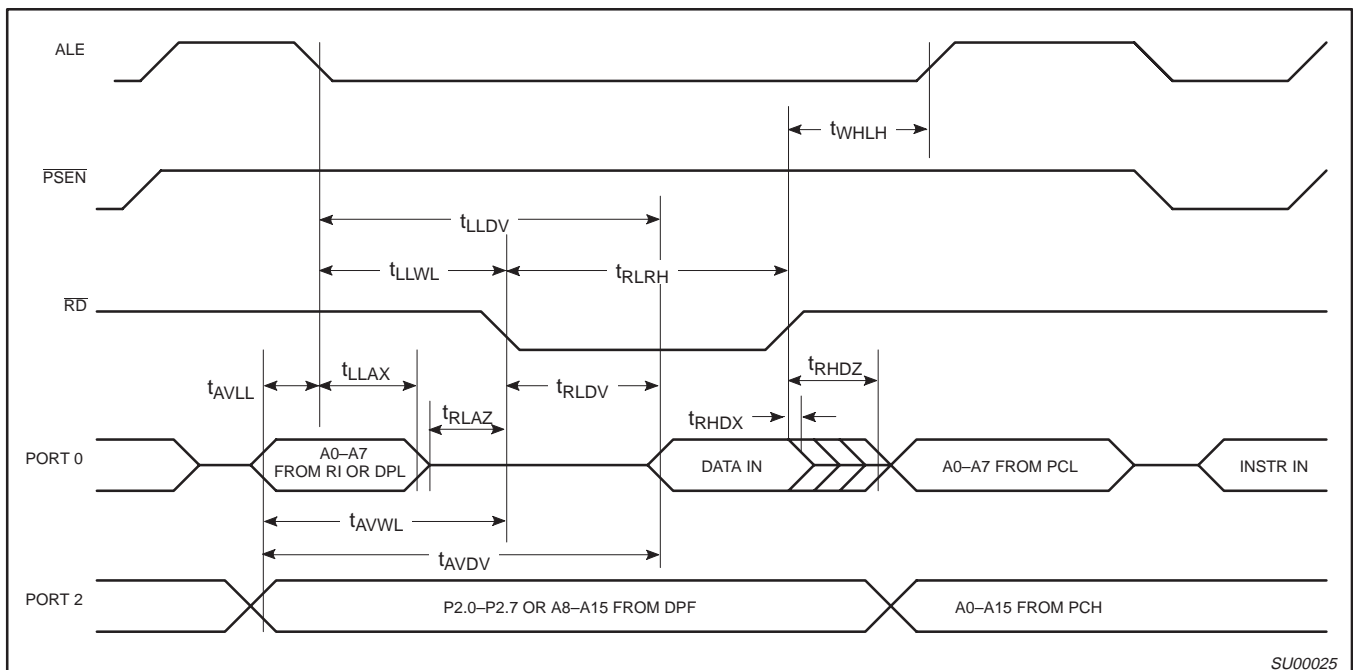 ALE
tWHLH
PSEN
tLLDV
tLLWL
tRLRH
RD
tAVLL
tLLAX
tRLDV
tRHDZ
tRLAZ
tRHDX
PORT 0
A0–A7
FROM RI OR DPL
DATA IN
A0–A7 FROM PCL
INSTR IN
tAVWL
tAVDV
PORT 2
P2.0–P2.7 OR A8–A15 FROM DPF
A0–A15 FROM PCH
SU00025